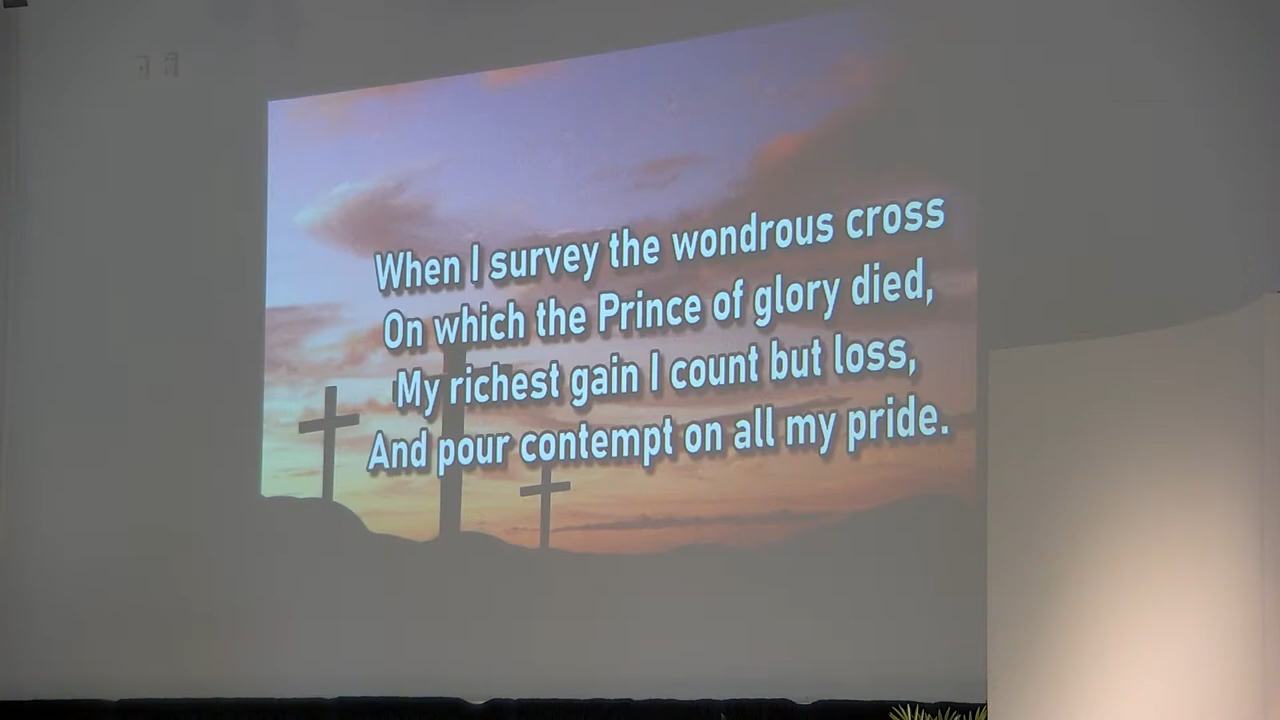 When I survey the wondrous cross
On which the Prince of glory died,
My richest gain I count but loss,
And pour contempt on all my pride.